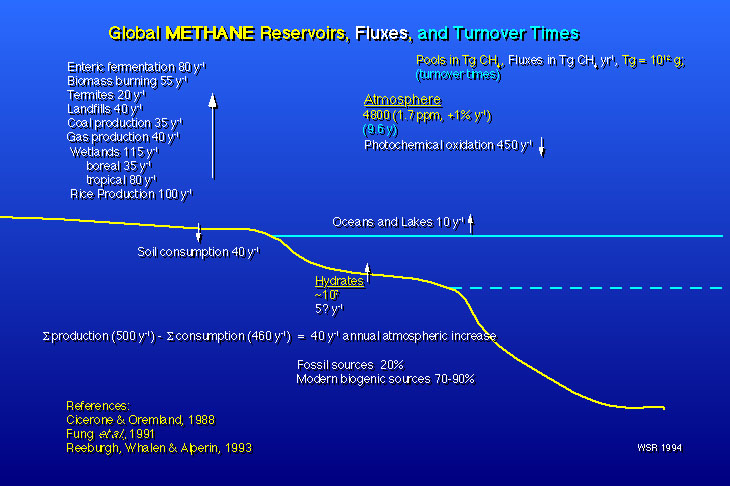 Global METHANE Reservoirs, Fluxes, and Turnover Times
Pools in Tg CH₄, Fluxes in Tg CH₄ yr⁻¹, Tg = 10¹² g;
(turnover times)
Enteric fermentation 80 y⁻¹
Biomass burning 55 y⁻¹
Termites 20 y⁻¹
Landfills 40 y⁻¹
Coal production 35 y⁻¹
Gas production 40 y⁻¹
Wetlands 115 y⁻¹
boreal 35 y⁻¹
tropical 80 y⁻¹
Rice Production 100 y⁻¹
Atmosphere
4800 (1.7 ppm, +1% y⁻¹)
(9.6 y)
Photochemical oxidation 450 y⁻¹
Oceans and Lakes 10 y⁻¹
Soil consumption 40 y⁻¹
Hydrates
~10⁷
5? y⁻¹
Σproduction (500 y⁻¹) - Σconsumption (460 y⁻¹) = 40 y⁻¹ annual atmospheric increase
Fossil sources 20%
Modern biogenic sources 70-90%
References:
Cicerone & Oremland, 1988
Fung et al., 1991
Reeburgh, Whalen & Alperin, 1993
WSR 1994